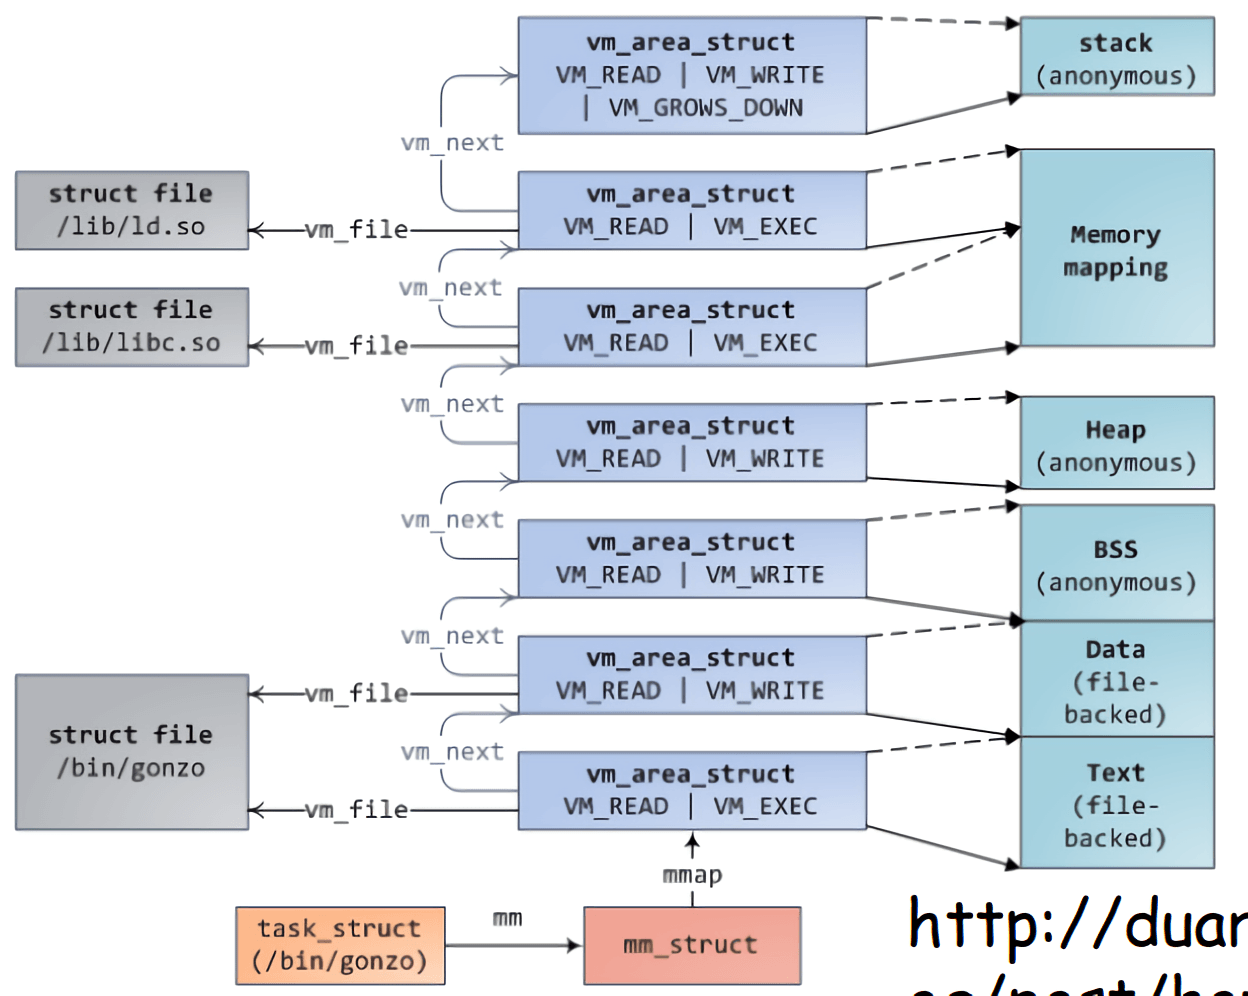 vm_area_struct
VM_READ | VM_WRITE
| VM_GROWS_DOWN
stack
(anonymous)
vm_next
struct file
/lib/ld.so
vm_file
vm_area_struct
VM_READ | VM_EXEC
Memory
mapping
vm_next
struct file
/lib/libc.so
vm_file
vm_area_struct
VM_READ | VM_EXEC
vm_next
vm_area_struct
VM_READ | VM_WRITE
Heap
(anonymous)
vm_next
vm_area_struct
VM_READ | VM_WRITE
BSS
(anonymous)
vm_next
vm_area_struct
VM_READ | VM_WRITE
vm_file
Data
(file-
backed)
struct file
/bin/gonzo
vm_next
vm_area_struct
VM_READ | VM_EXEC
vm_file
Text
(file-
backed)
mmap
task_struct
(/bin/gonzo)
mm
mm_struct
http://duar